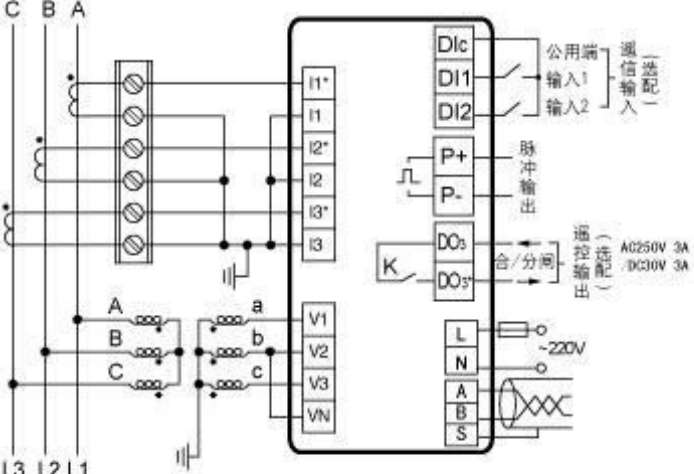 C B A
I1*
I1
I2*
I2
I3*
I3
A a
B b
C c
V1
V2
V3
VN
L3 L2 L1
DIc 公用端
DI1 输入1
DI2 输入2
遥信输入
(选配)
P+
P-
脉冲输出
K
DO3
DO3*
合/分闸
遥控输出
(选配)
AC250V 3A
/DC30V 3A
L
N
~220V
A
B
S